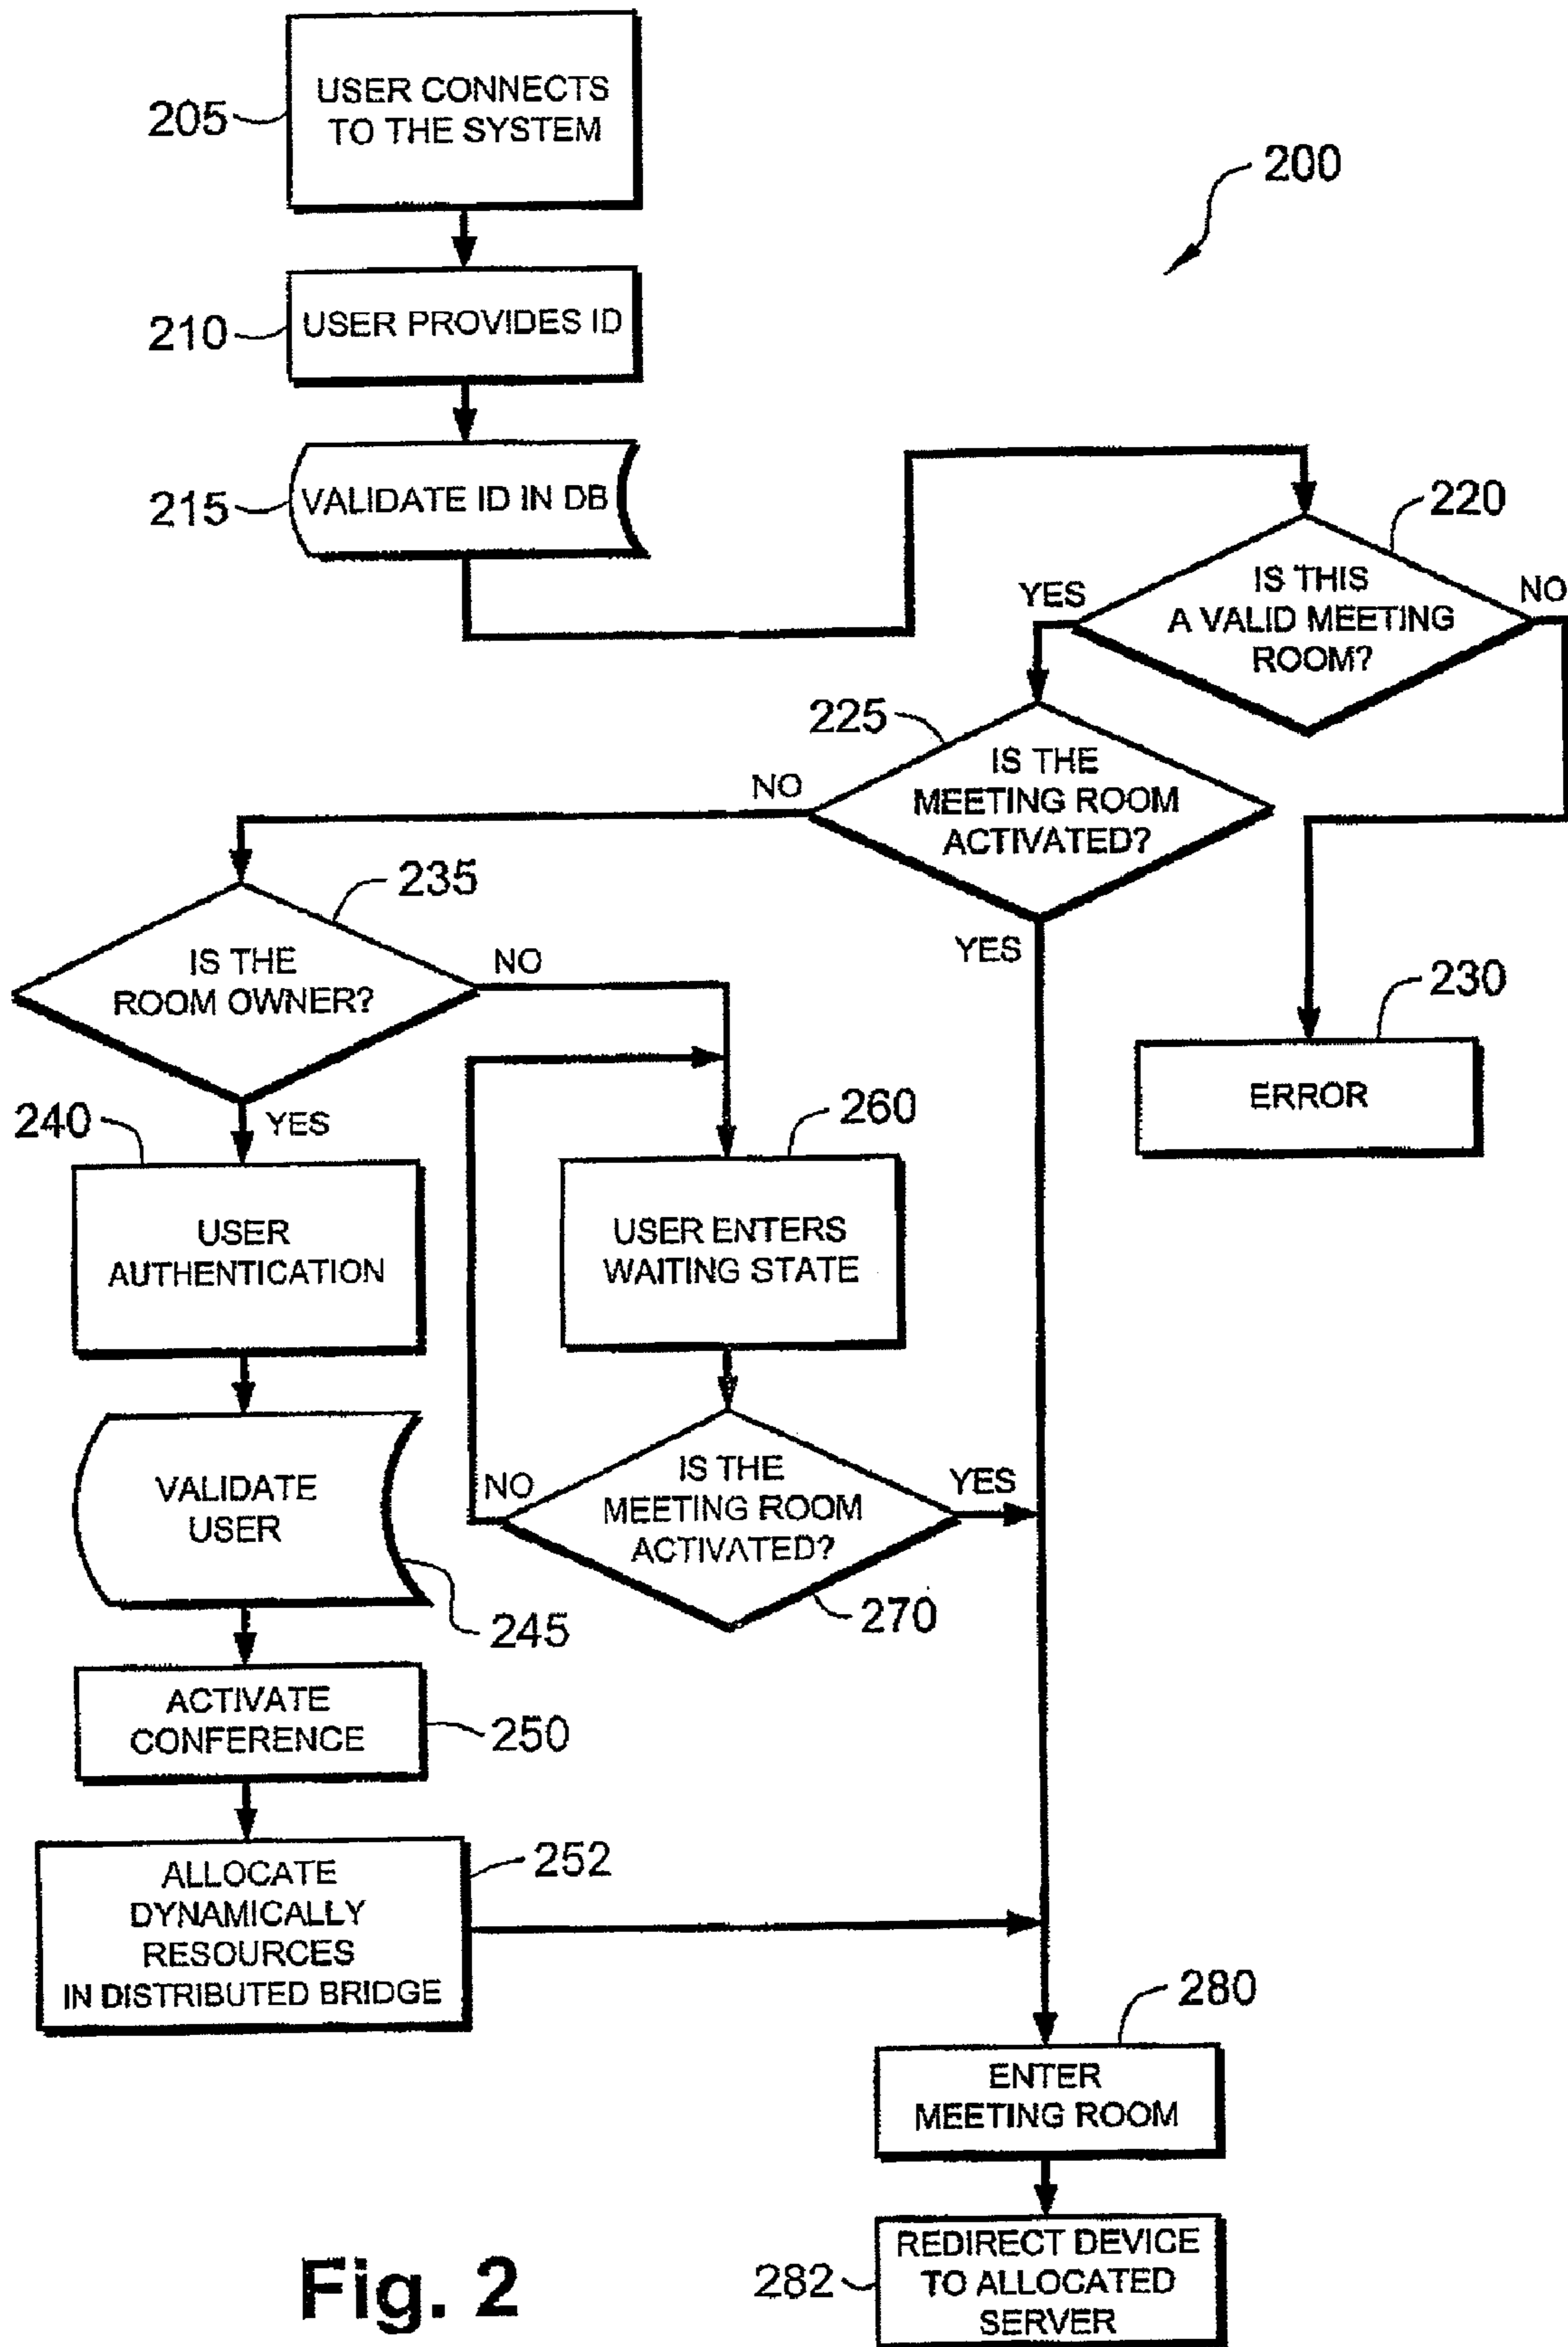 USER CONNECTS
TO THE SYSTEM
205
200
USER PROVIDES ID
210
VALIDATE ID IN DB
215
220
IS THIS
A VALID MEETING
ROOM?
YES
NO
225
IS THE
MEETING ROOM
ACTIVATED?
NO
YES
235
IS THE
ROOM OWNER?
NO
YES
230
ERROR
240
USER
AUTHENTICATION
260
USER ENTERS
WAITING STATE
VALIDATE
USER
245
IS THE
MEETING ROOM
ACTIVATED?
NO
YES
270
ACTIVATE
CONFERENCE
250
ALLOCATE
DYNAMICALLY
RESOURCES
IN DISTRIBUTED BRIDGE
252
280
ENTER
MEETING ROOM
REDIRECT DEVICE
TO ALLOCATED
SERVER
282
Fig. 2